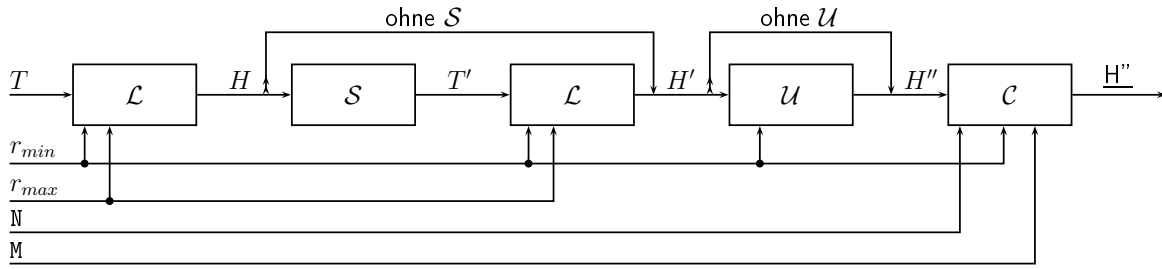 ohne 𝒮 ohne 𝒰
T ℒ H 𝒮 T′ ℒ H′ 𝒰 H′′ 𝒞 H"
r_min
r_max
N
M